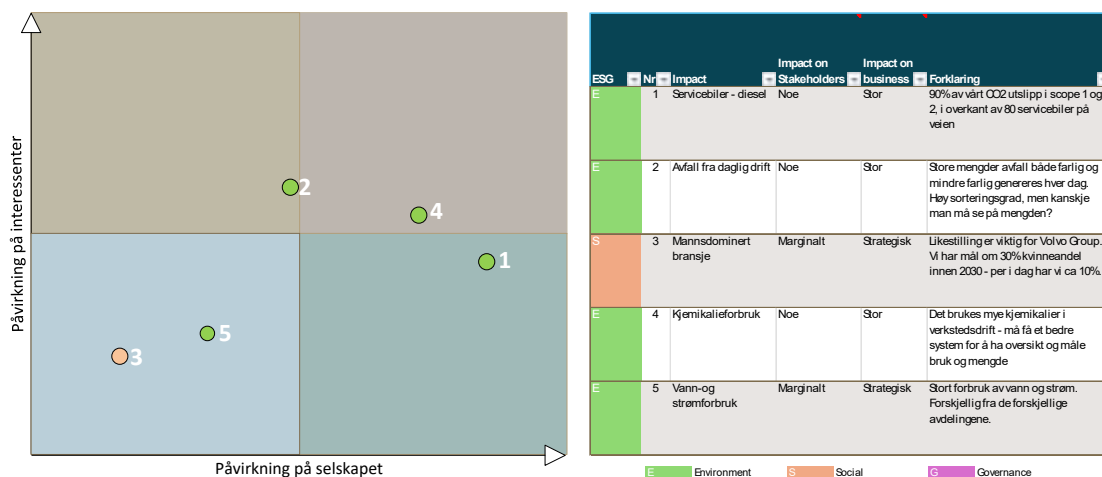 Påvirkning på interessenter
2
4
1
5
3
Påvirkning på selskapet
ESG Nr Impact Impact on Stakeholders Impact on business Forklaring
E 1 Servicebiler - diesel Noe Stor 90% av vårt CO2 utslipp i scope 1 og
2, i overkant av 80 servicebiler på
veien
E 2 Avfall fra daglig drift Noe Stor Store mengder avfall både farlig og
mindre farlig genereres hver dag.
Høy sorteringsgrad, men kanskje
man må se på mengden?
S 3 Mannsdominert Marginalt Strategisk Likestilling er viktig for Volvo Group.
bransje Vi har mål om 30% kvinneandel
innen 2030 - per i dag har vi ca 10%.
E 4 Kjemikalieforbruk Noe Stor Det brukes mye kjemikalier i
verkstedsdrift - må få et bedre
system for å ha oversikt og måle
bruk og mengde
E 5 Vann-og Marginalt Strategisk Stort forbruk av vann og strøm.
strømforbruk Forskjellig fra de forskjellige
avdelingene.
E Environment S Social G Governance